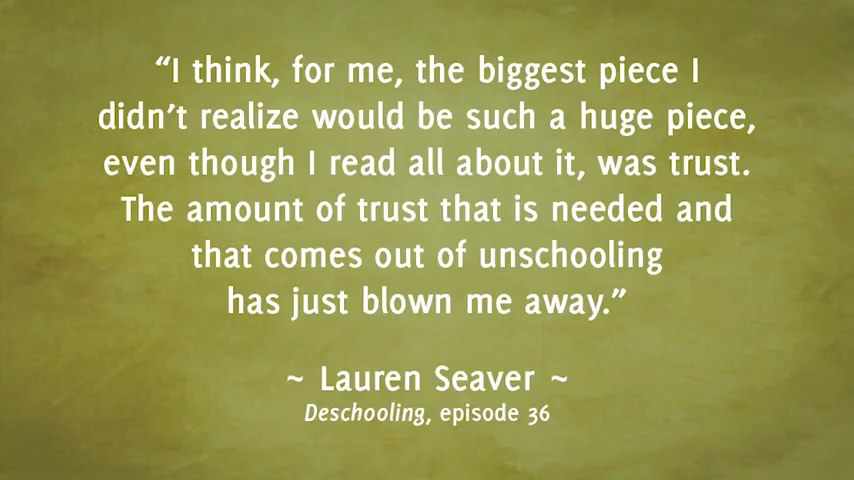 “I think, for me, the biggest piece I
didn’t realize would be such a huge piece,
even though I read all about it, was trust.
The amount of trust that is needed and
that comes out of unschooling
has just blown me away.”
~ Lauren Seaver ~
Deschooling, episode 36